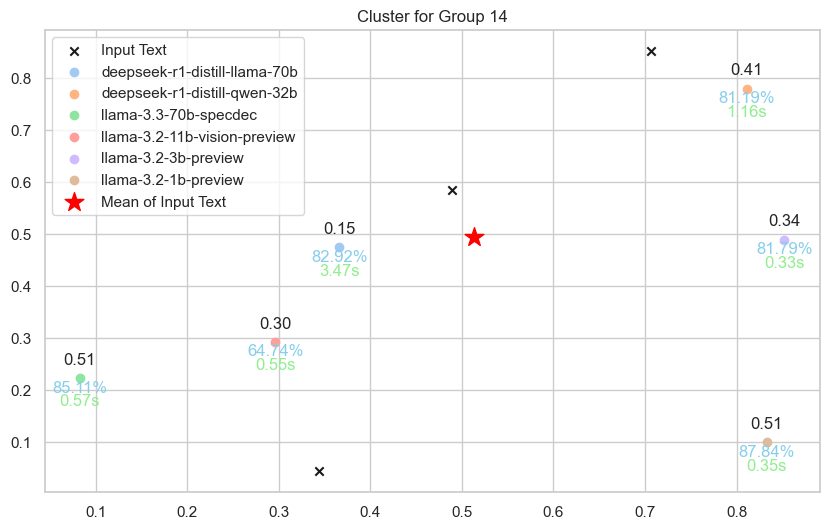 Cluster for Group 14
Input Text
deepseek-r1-distill-llama-70b
deepseek-r1-distill-qwen-32b
llama-3.3-70b-specdec
llama-3.2-11b-vision-preview
llama-3.2-3b-preview
llama-3.2-1b-preview
Mean of Input Text
0.41
81.19%
1.16s
0.34
81.79%
0.33s
0.15
82.92%
3.47s
0.30
64.74%
0.55s
0.51
85.11%
0.57s
0.51
87.84%
0.35s
0.8
0.7
0.6
0.5
0.4
0.3
0.2
0.1
0.1
0.2
0.3
0.4
0.5
0.6
0.7
0.8